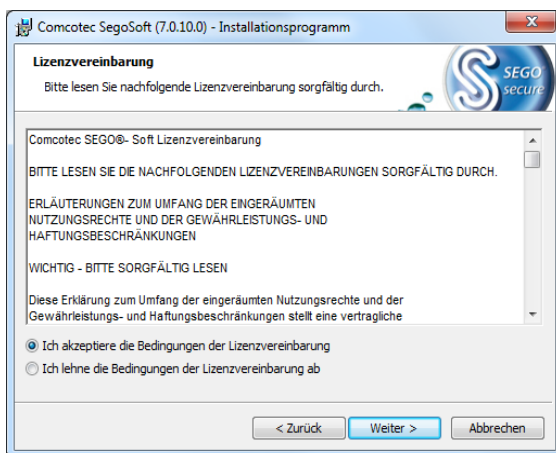 Comcotec SegoSoft (7.0.10.0) - Installationsprogramm
Lizenzvereinbarung
Bitte lesen Sie nachfolgende Lizenzvereinbarung sorgfältig durch.
SEGO
secure
Comcotec SEGO®- Soft Lizenzvereinbarung
BITTE LESEN SIE DIE NACHFOLGENDEN LIZENZVEREINBARUNGEN SORGFÄLTIG DURCH.
ERLÄUTERUNGEN ZUM UMFANG DER EINGERÄUMTEN
NUTZUNGSRECHTE UND DER GEWÄHRLEISTUNGS- UND
HAFTUNGSBESCHRÄNKUNGEN
WICHTIG - BITTE SORGFÄLTIG LESEN
Diese Erklärung zum Umfang der eingeräumten Nutzungsrechte und der
Gewährleistungs- und Haftungsbeschränkungen stellt eine vertragliche
Ich akzeptiere die Bedingungen der Lizenzvereinbarung
Ich lehne die Bedingungen der Lizenzvereinbarung ab
< Zurück
Weiter >
Abbrechen